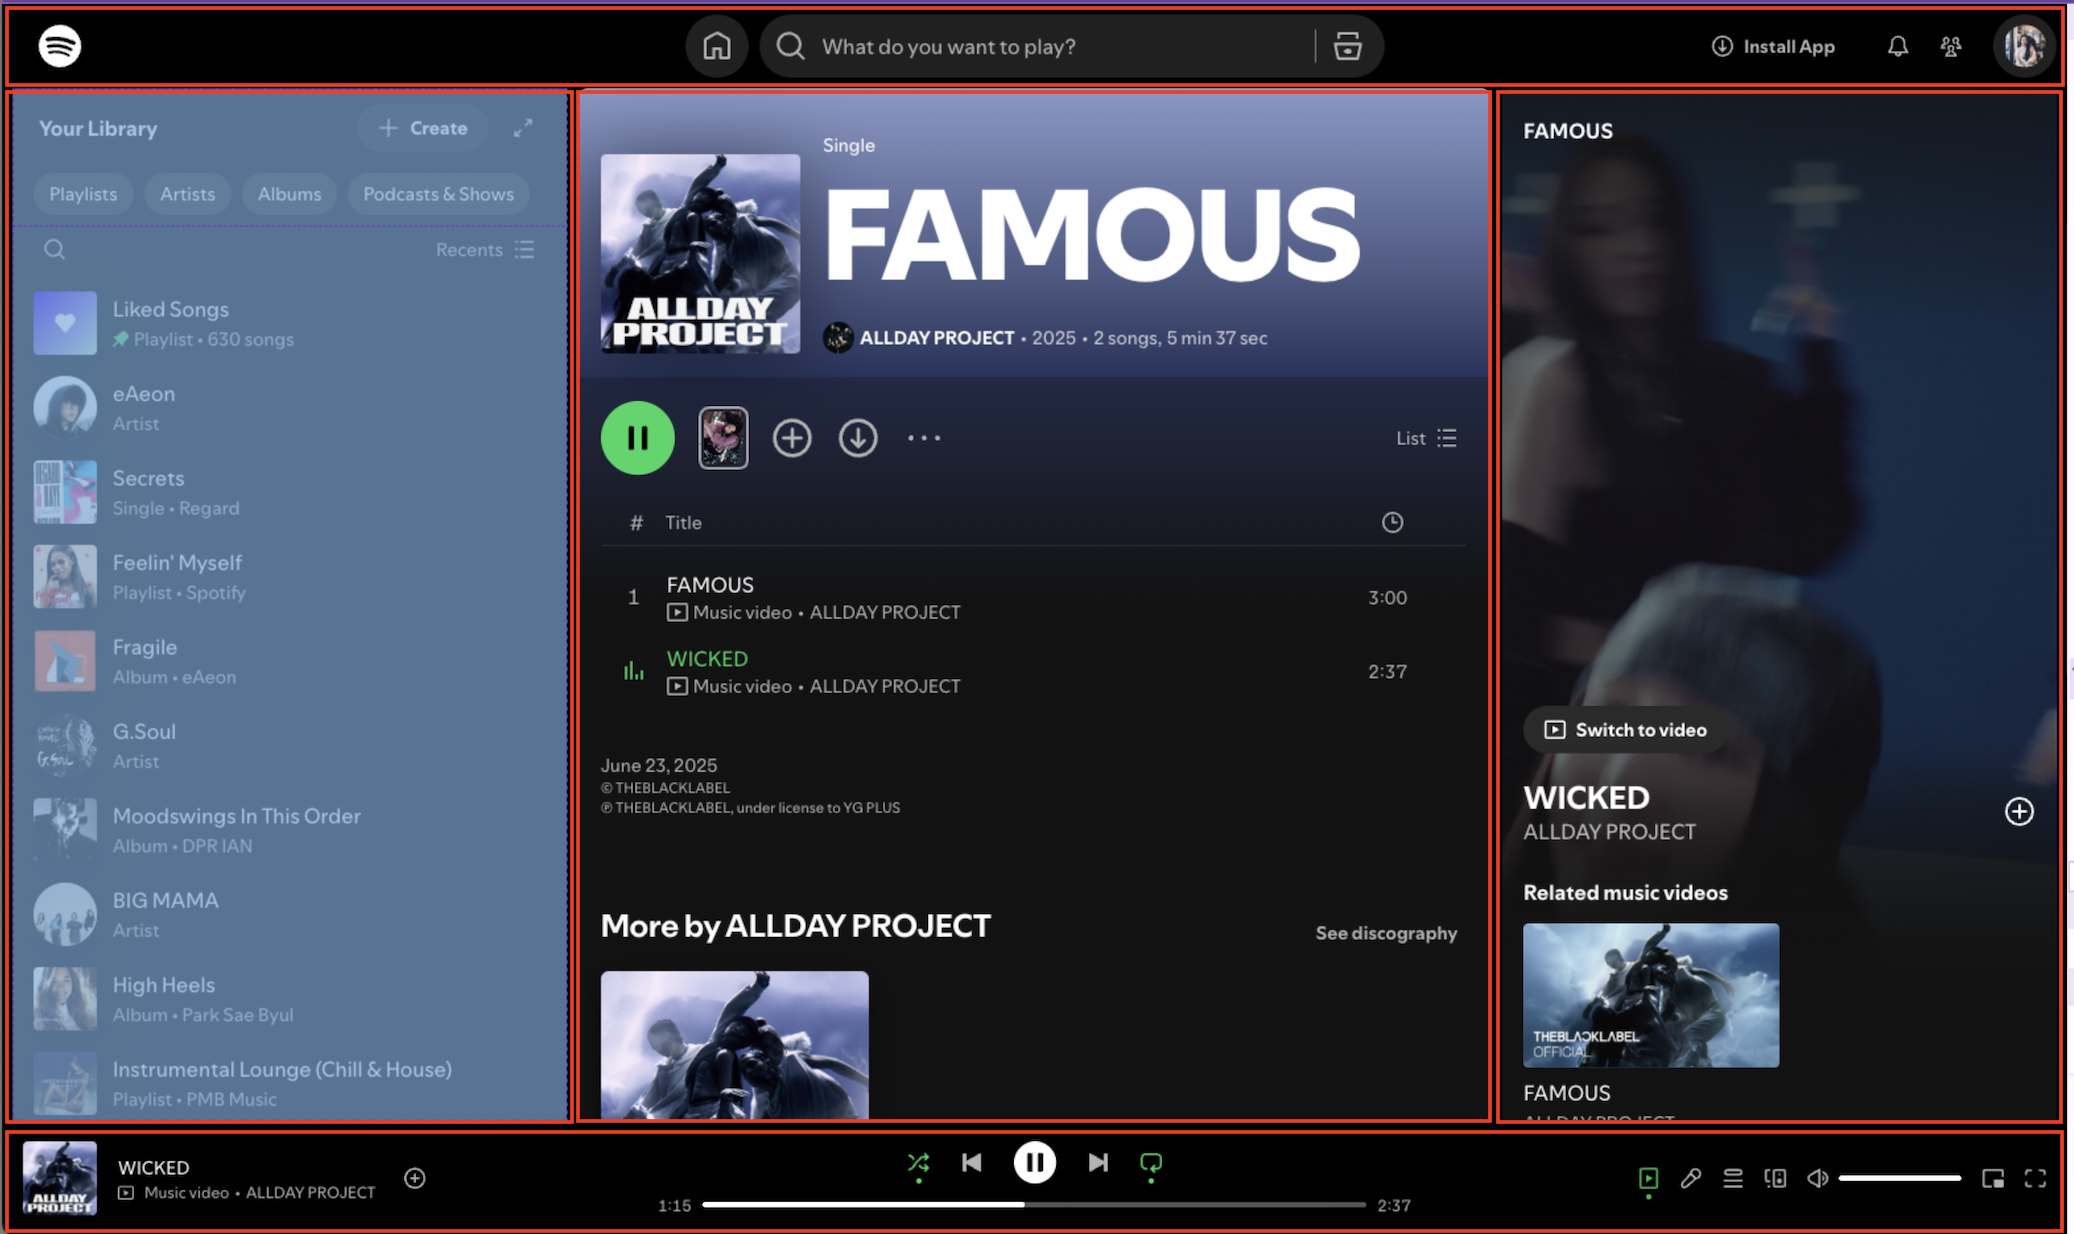 What do you want to play?
Install App
Your Library
Create
Playlists
Artists
Albums
Podcasts & Shows
Recents
Liked Songs
Playlist • 630 songs
eAeon
Artist
Secrets
Single • Regard
Feelin' Myself
Playlist • Spotify
Fragile
Album • eAeon
G.Soul
Artist
Moodswings In This Order
Album • DPR IAN
BIG MAMA
Artist
High Heels
Album • Park Sae Byul
Instrumental Lounge (Chill & House)
Playlist • PMB Music
Single
FAMOUS
ALLDAY
PROJECT
ALLDAY PROJECT • 2025 • 2 songs, 5 min 37 sec
List
# Title
1
FAMOUS
Music video • ALLDAY PROJECT
3:00
WICKED
Music video • ALLDAY PROJECT
2:37
June 23, 2025
© THEBLACKLABEL
℗ THEBLACKLABEL, under license to YG PLUS
More by ALLDAY PROJECT
See discography
FAMOUS
Switch to video
WICKED
ALLDAY PROJECT
Related music videos
THEBLACKLABEL
OFFICIAL
FAMOUS
ALLDAY PROJECT
ALLDAY
PROJECT
WICKED
Music video • ALLDAY PROJECT
1:15
2:37